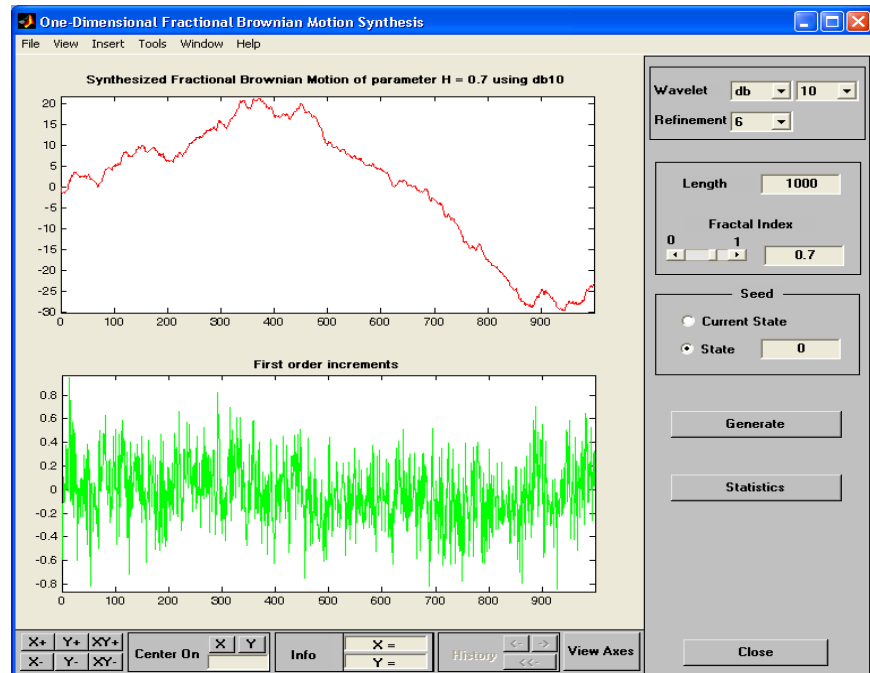 One-Dimensional Fractional Brownian Motion Synthesis
File View Insert Tools Window Help
Synthesized Fractional Brownian Motion of parameter H = 0.7 using db10
20
15
10
5
0
-5
-10
-15
-20
-25
-30
0 100 200 300 400 500 600 700 800 900
First order increments
0.8
0.6
0.4
0.2
0
-0.2
-0.4
-0.6
-0.8
0 100 200 300 400 500 600 700 800 900
Wavelet db 10
Refinement 6
Length 1000
Fractal Index
0 1
0.7
Seed
Current State
State 0
Generate
Statistics
Close
X+ Y+ XY+
X- Y- XY-
Center On X Y
Info X =
Y =
History <- ->
<<-
View Axes